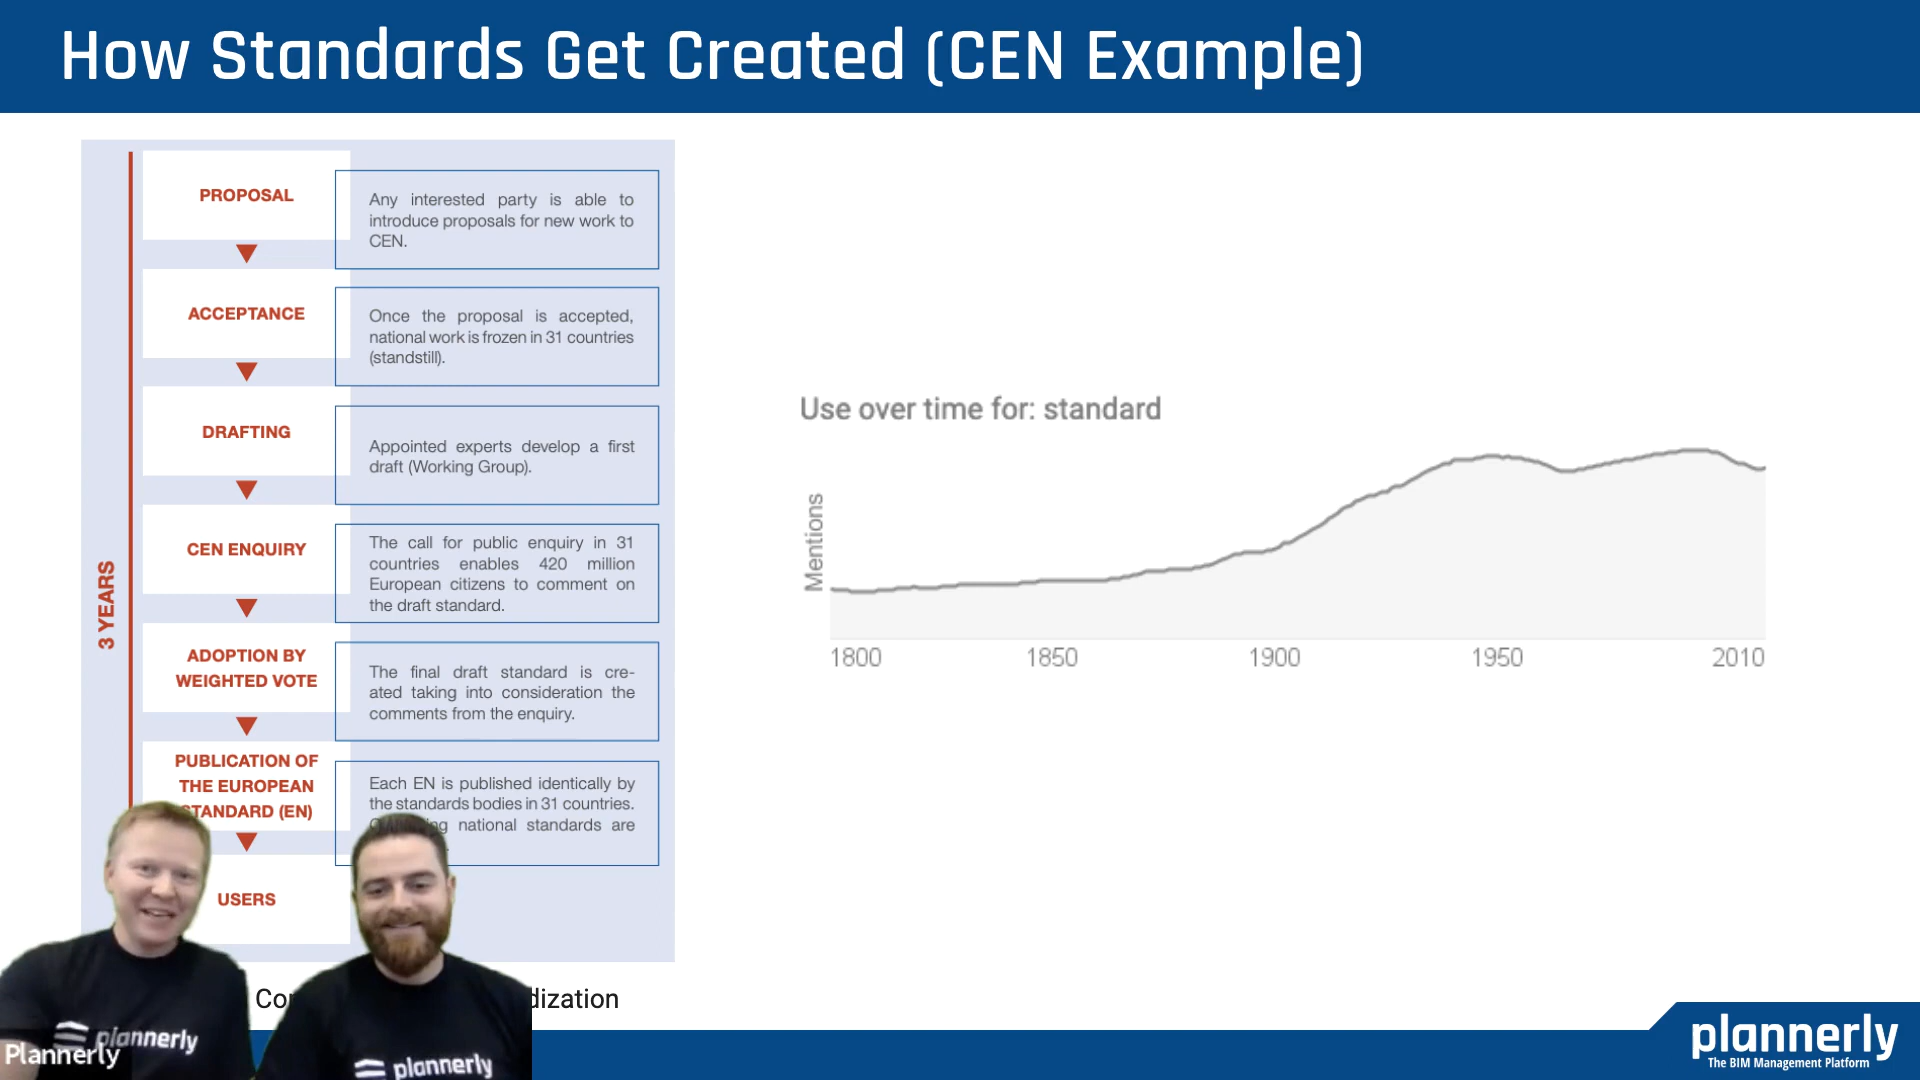 How Standards Get Created (CEN Example)
3 YEARS
PROPOSAL
Any interested party is able to
introduce proposals for new work to
CEN.
ACCEPTANCE
Once the proposal is accepted,
national work is frozen in 31 countries
(standstill).
DRAFTING
Appointed experts develop a first
draft (Working Group).
CEN ENQUIRY
The call for public enquiry in 31
countries enables 420 million
European citizens to comment on
the draft standard.
ADOPTION BY
WEIGHTED VOTE
The final draft standard is cre-
ated taking into consideration the
comments from the enquiry.
PUBLICATION OF
THE EUROPEAN
STANDARD (EN)
Each EN is published identically by
the standards bodies in 31 countries.
national standards are
USERS
Use over time for: standard
Mentions
1800 1850 1900 1950 2010
plannerly
plannerly
Plannerly
plannerly
The BIM Management Platform